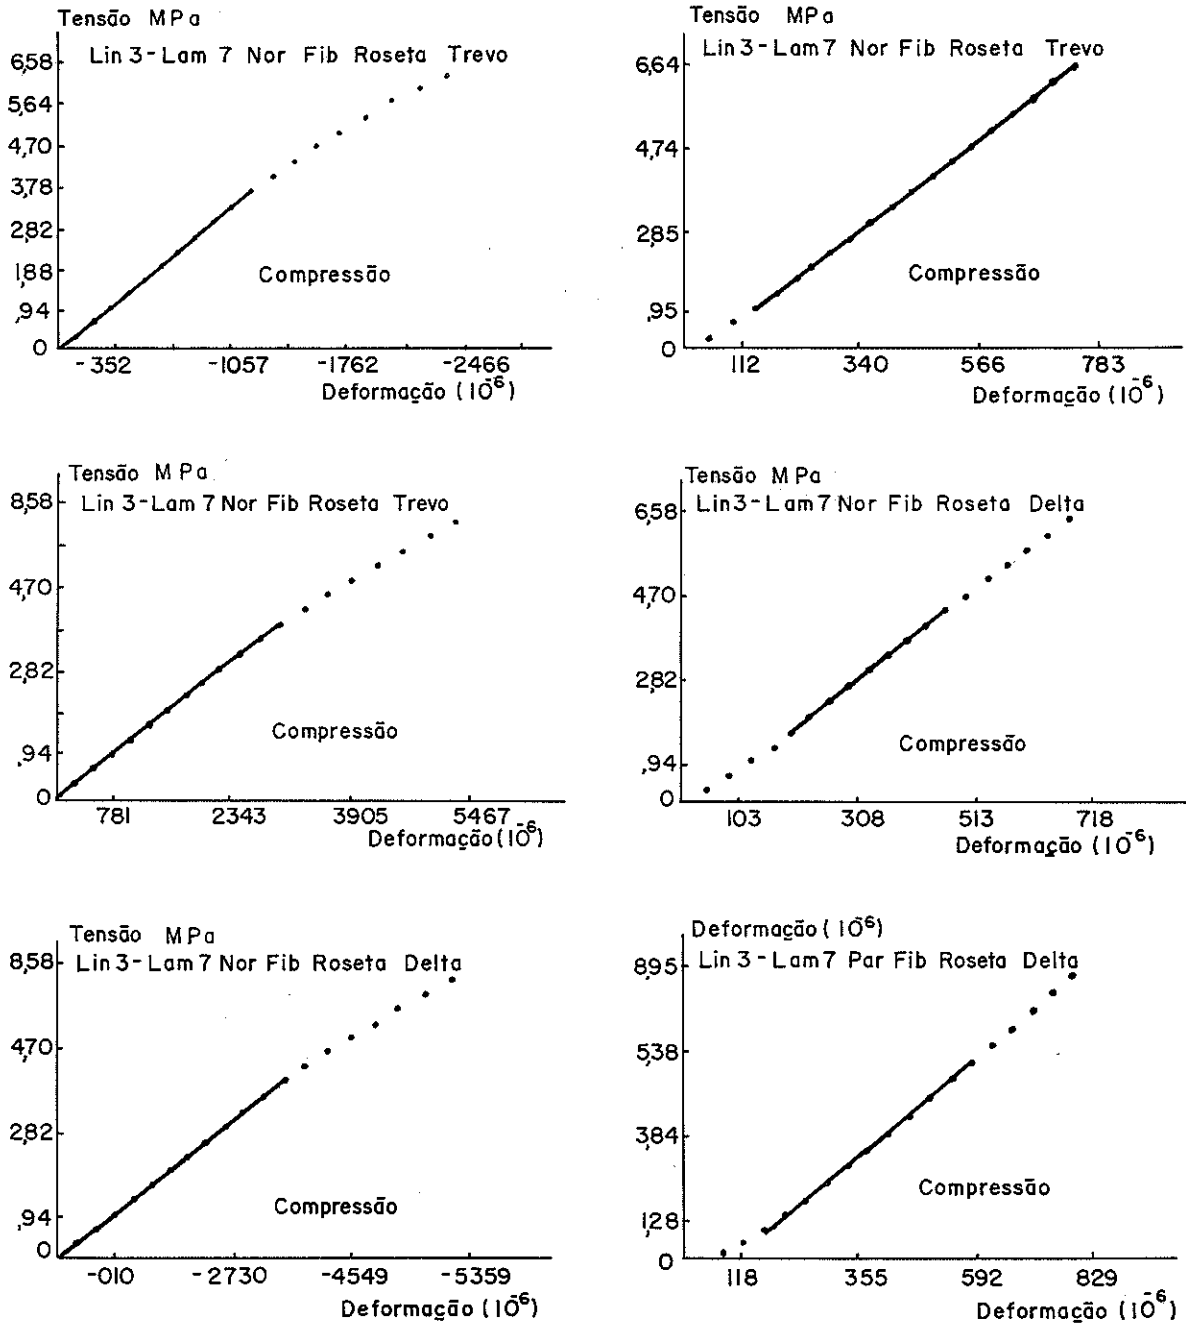 Tensão MPa
Lin 3-Lam 7 Nor Fib Roseta Trevo
6,58
5,64
4,70
3,78
2,82
1,88
,94
0
-352 -1057 -1762 -2466
Deformação (10⁻⁶)
Compressão
Tensão MPa
Lin 3-Lam 7 Nor Fib Roseta Trevo
6,64
4,74
2,85
,95
0
112 340 566 783
Deformação (10⁻⁶)
Compressão
Tensão MPa
Lin 3-Lam 7 Nor Fib Roseta Trevo
8,58
4,70
2,82
,94
0
781 2343 3905 5467
Deformação (10⁻⁶)
Compressão
Tensão MPa
Lin 3-Lam 7 Nor Fib Roseta Delta
6,58
4,70
2,82
,94
0
103 308 513 718
Deformação (10⁻⁶)
Compressão
Tensão MPa
Lin 3-Lam 7 Nor Fib Roseta Delta
8,58
4,70
2,82
,94
0
-010 -2730 -4549 -5359
Deformação (10⁻⁶)
Compressão
Deformação (10⁻⁶)
Lin 3-Lam 7 Par Fib Roseta Delta
8,95
5,38
3,84
,128
0
118 355 592 829
Deformação (10⁻⁶)
Compressão